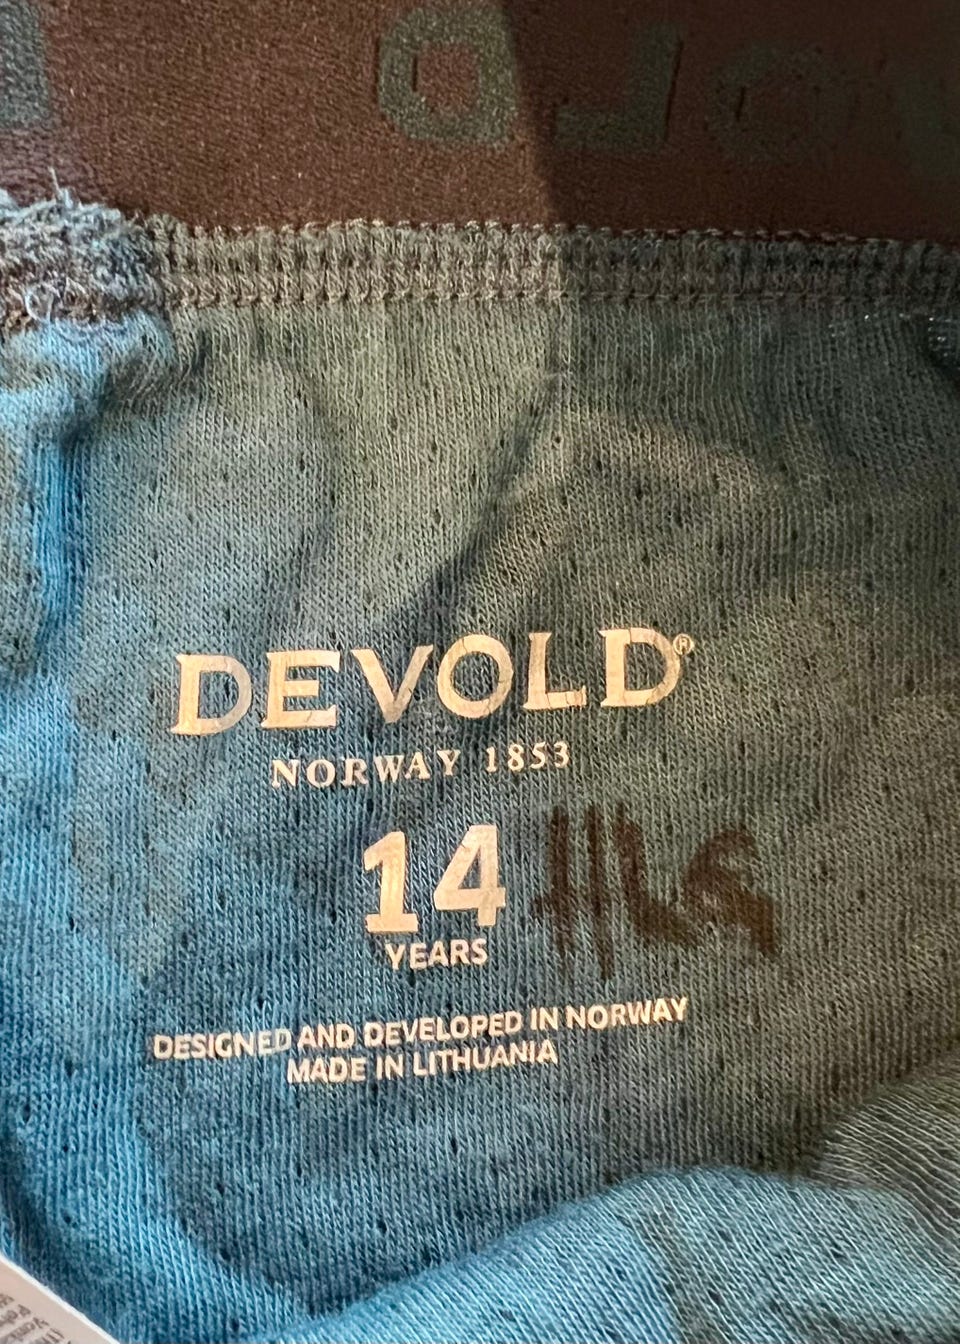 DEVOLD®
NORWAY 1853
14
YEARS
DESIGNED AND DEVELOPED IN NORWAY
MADE IN LITHUANIA